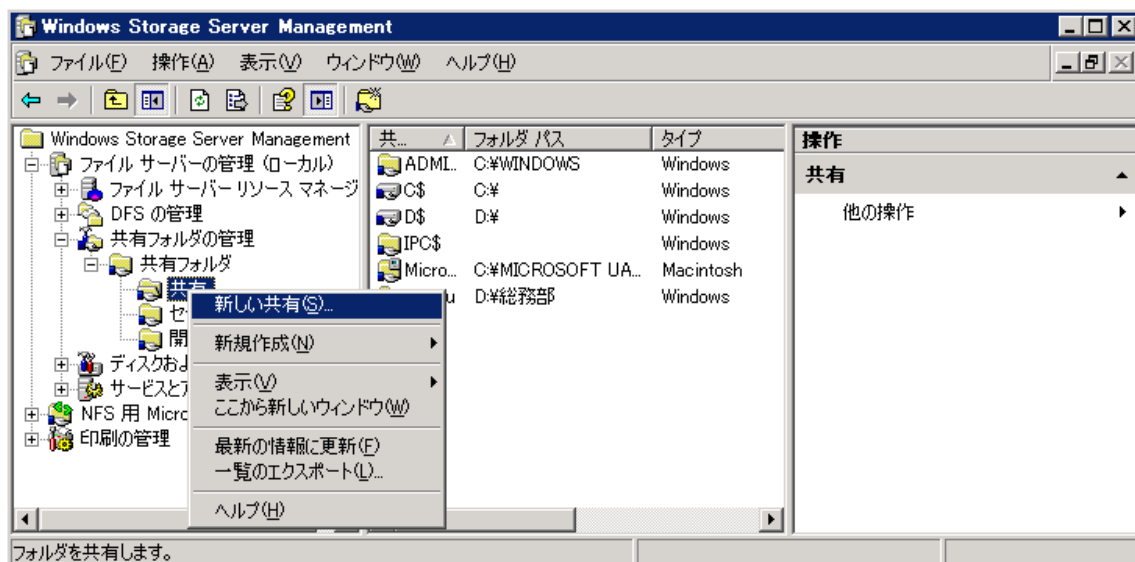 Windows Storage Server Management
ファイル(F) 操作(A) 表示(V) ウィンドウ(W) ヘルプ(H)
Windows Storage Server Management
ファイル サーバーの管理 (ローカル)
ファイル サーバー リソース マネージ
DFS の管理
共有フォルダの管理
共有フォルダ
共有
セ
開
ディスクおよ
サービスとア
NFS 用 Micro
印刷の管理
新しい共有(S)...
新規作成(N)
表示(V)
ここから新しいウィンドウ(W)
最新の情報に更新(F)
一覧のエクスポート(L)...
ヘルプ(H)
共... フォルダ パス タイプ
ADMI... C:¥WINDOWS Windows
C$ C:¥ Windows
D$ D:¥ Windows
IPC$ Windows
Micro... C:¥MICROSOFT UA... Macintosh
u D:¥総務部 Windows
操作
共有
他の操作
フォルダを共有します。